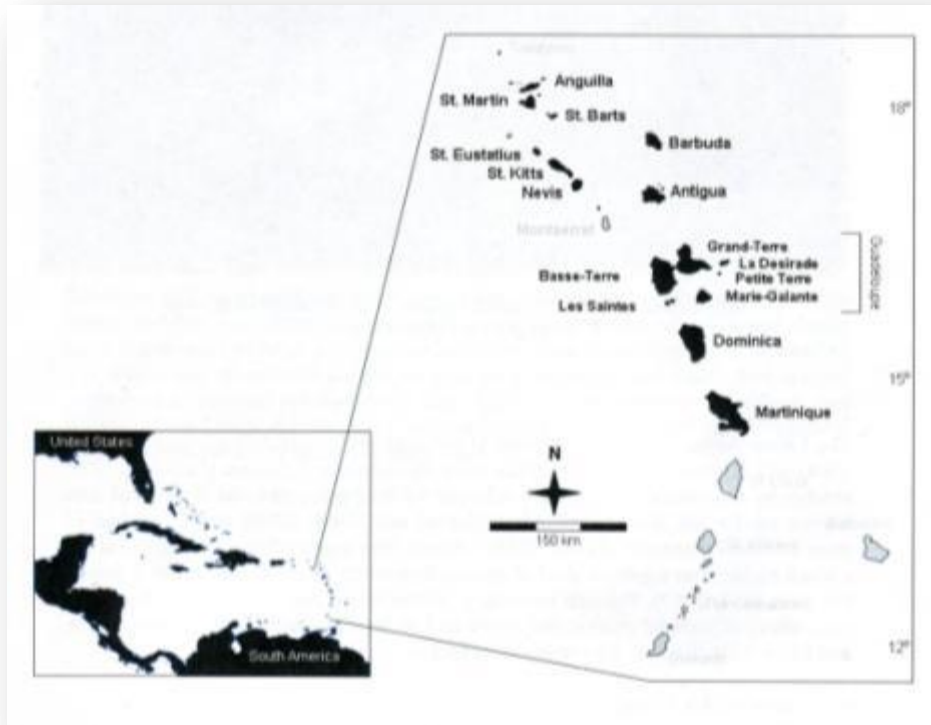 Anguilla
St. Martin
St. Barts
18°
Barbuda
St. Eustatius
St. Kitts
Nevis
Antigua
Montserrat
Grand-Terre
La Desirade
Basse-Terre
Petite Terre
Les Saintes
Marie-Galante
Guadeloupe
Dominica
15°
Martinique
United States
N
150 km
12°
South America